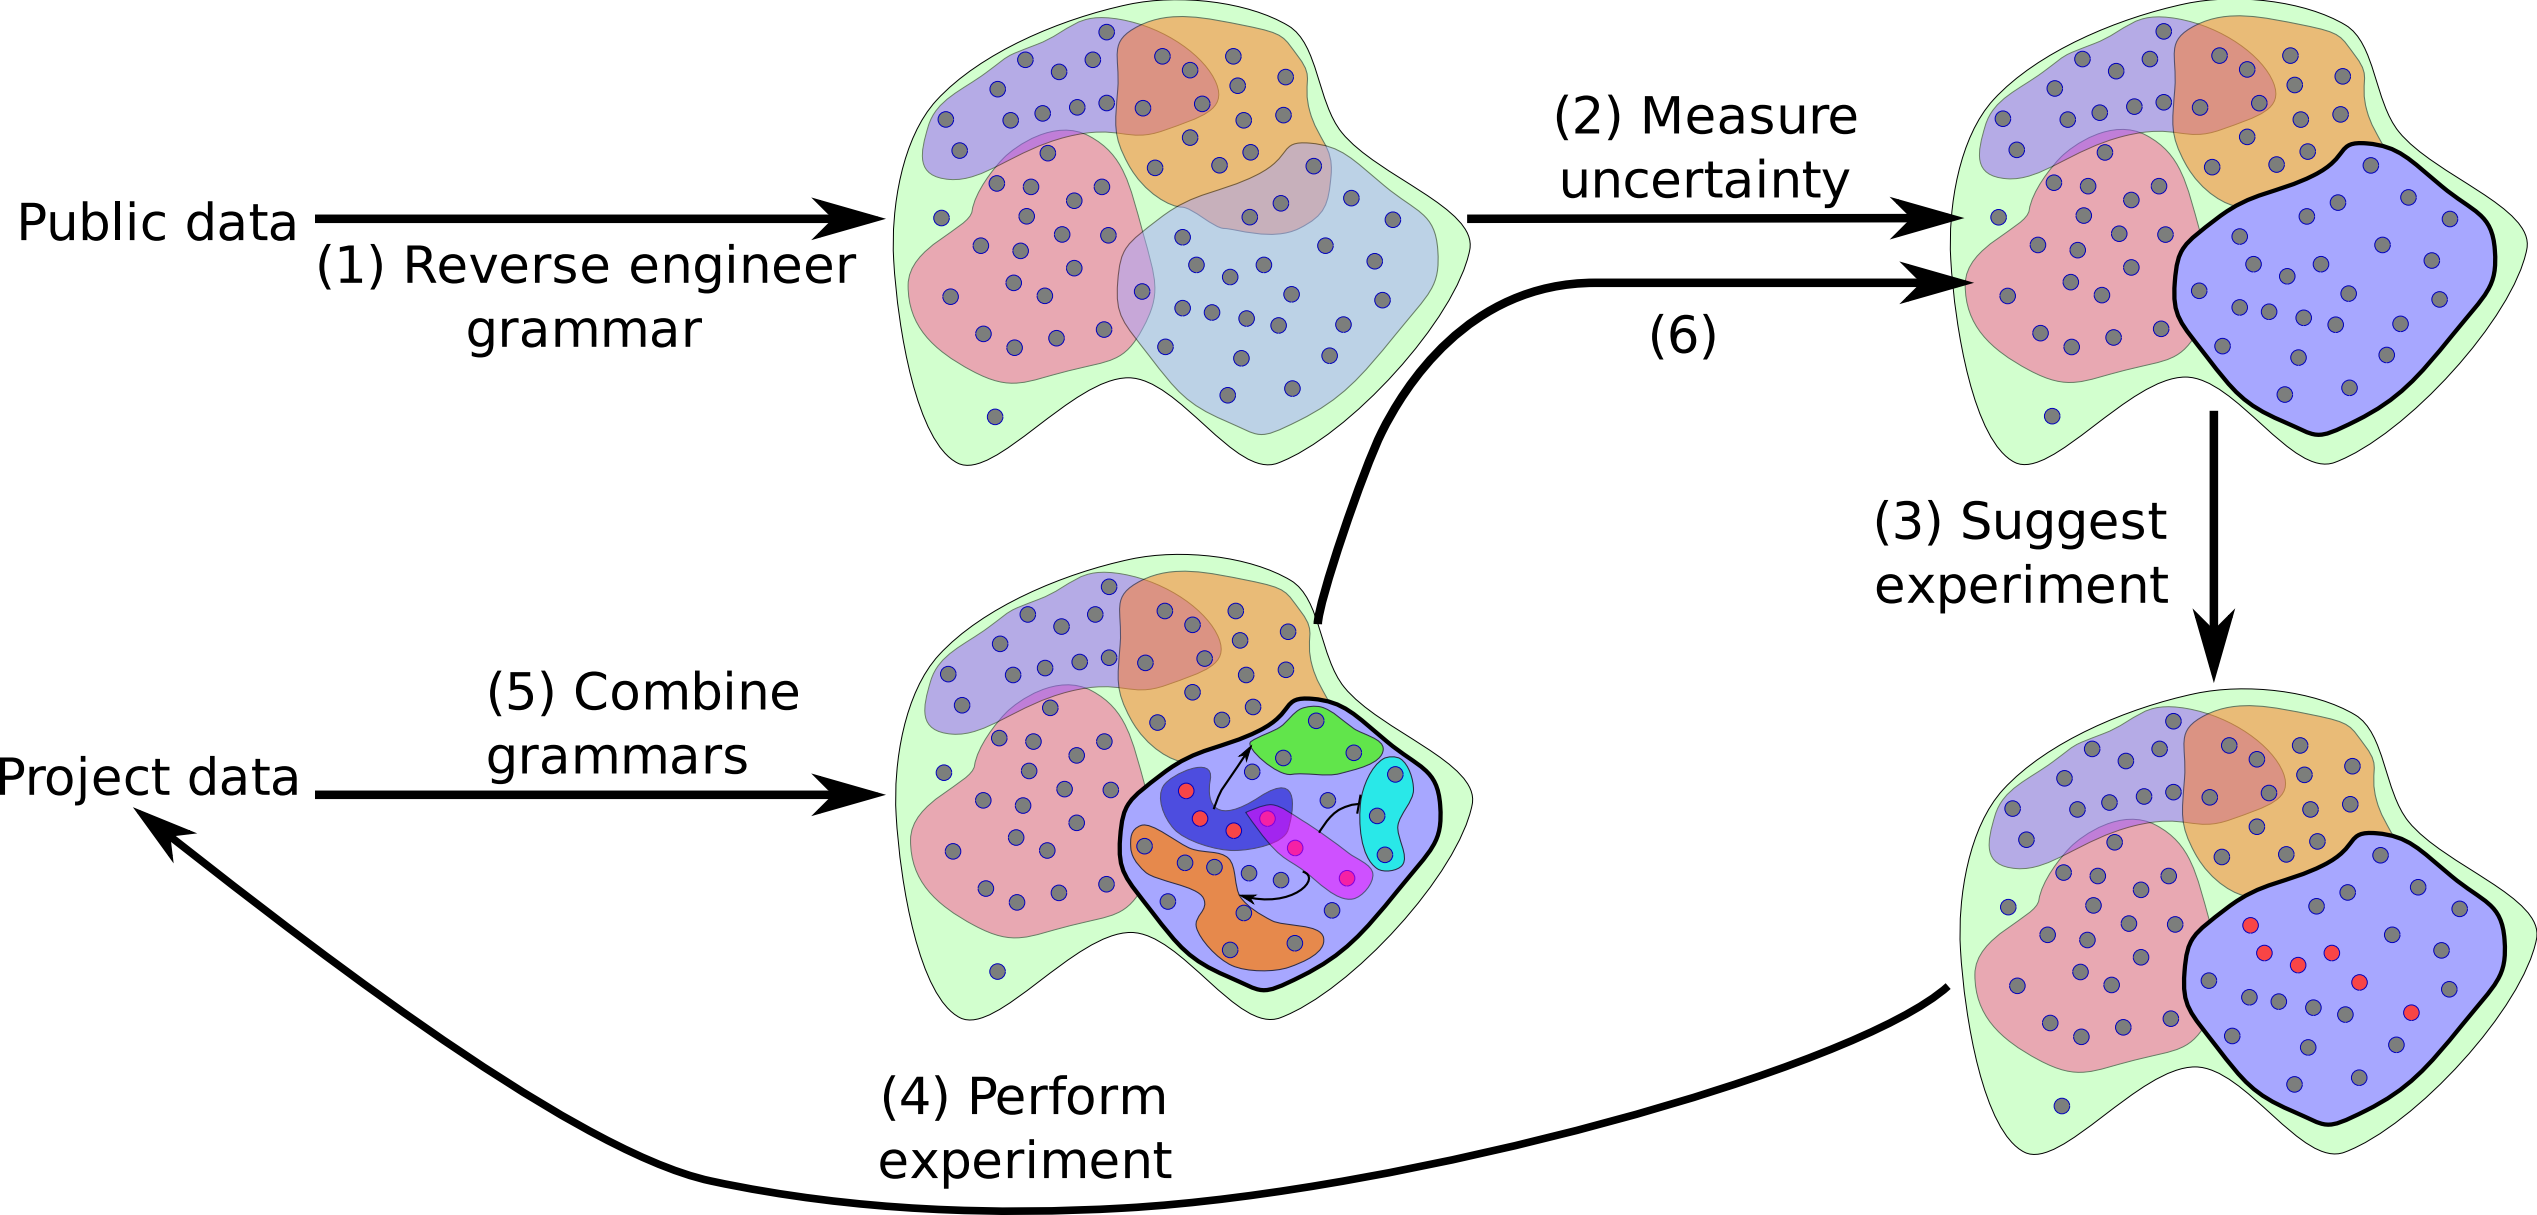 Public data
(1) Reverse engineer
grammar
(2) Measure
uncertainty
(6)
(3) Suggest
experiment
(5) Combine
grammars
Project data
(4) Perform
experiment